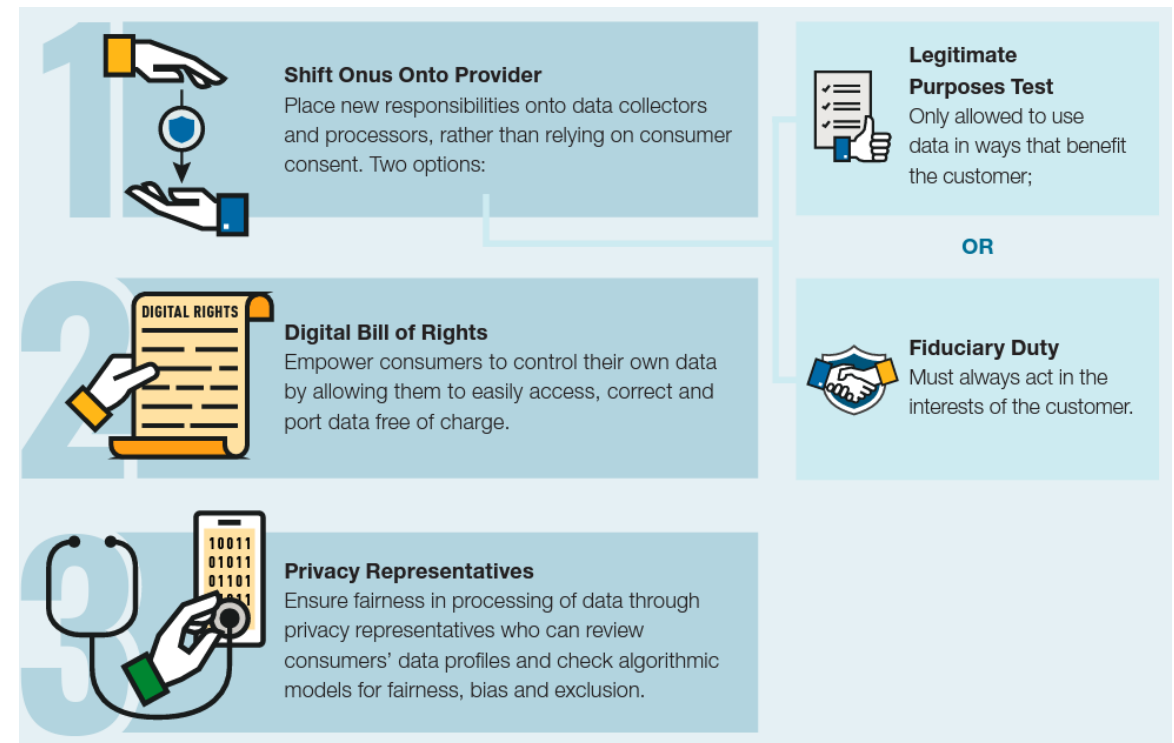 1
Shift Onus Onto Provider
Place new responsibilities onto data collectors
and processors, rather than relying on consumer
consent. Two options:
Legitimate
Purposes Test
Only allowed to use
data in ways that benefit
the customer;
OR
Fiduciary Duty
Must always act in the
interests of the customer.
2
DIGITAL RIGHTS
Digital Bill of Rights
Empower consumers to control their own data
by allowing them to easily access, correct and
port data free of charge.
3
10011
01011
01101
Privacy Representatives
Ensure fairness in processing of data through
privacy representatives who can review
consumers’ data profiles and check algorithmic
models for fairness, bias and exclusion.